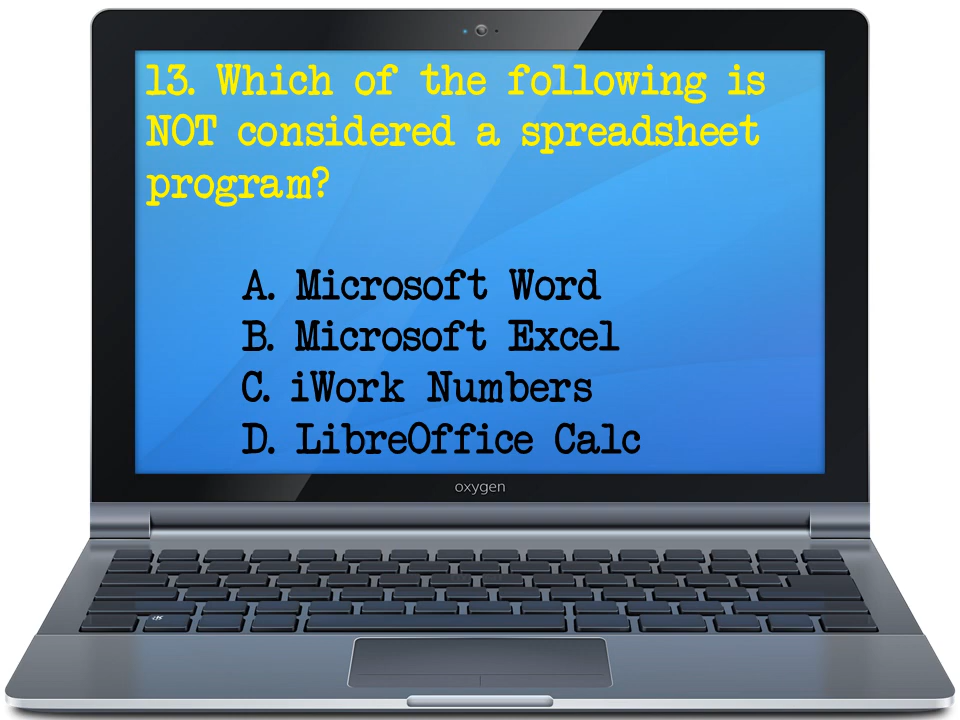 13. Which of the following is
NOT considered a spreadsheet
program?
A. Microsoft Word
B. Microsoft Excel
C. iWork Numbers
D. LibreOffice Calc
oxygen